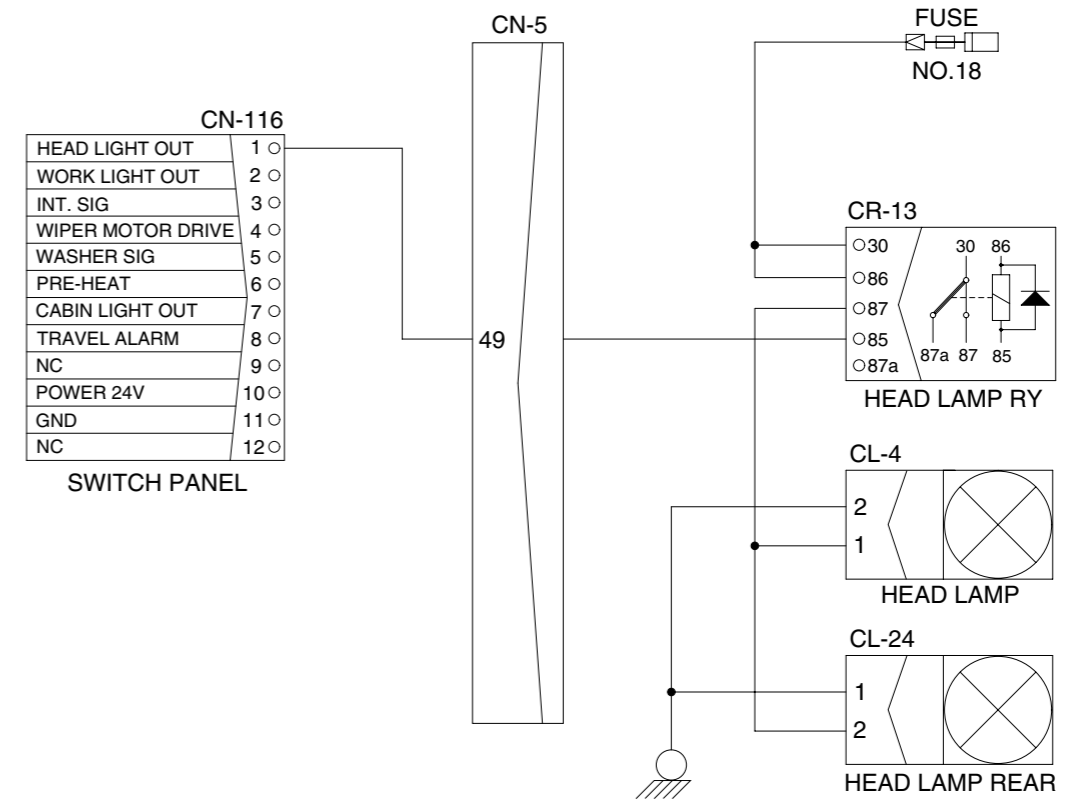 CN-5
FUSE
NO.18
CN-116
HEAD LIGHT OUT 1
WORK LIGHT OUT 2
INT. SIG 3
WIPER MOTOR DRIVE 4
WASHER SIG 5
PRE-HEAT 6
CABIN LIGHT OUT 7
TRAVEL ALARM 8
NC 9
POWER 24V 10
GND 11
NC 12
SWITCH PANEL
49
CR-13
30
86
87
85
87a
30 86
87a 87 85
HEAD LAMP RY
CL-4
2
1
HEAD LAMP
CL-24
1
2
HEAD LAMP REAR